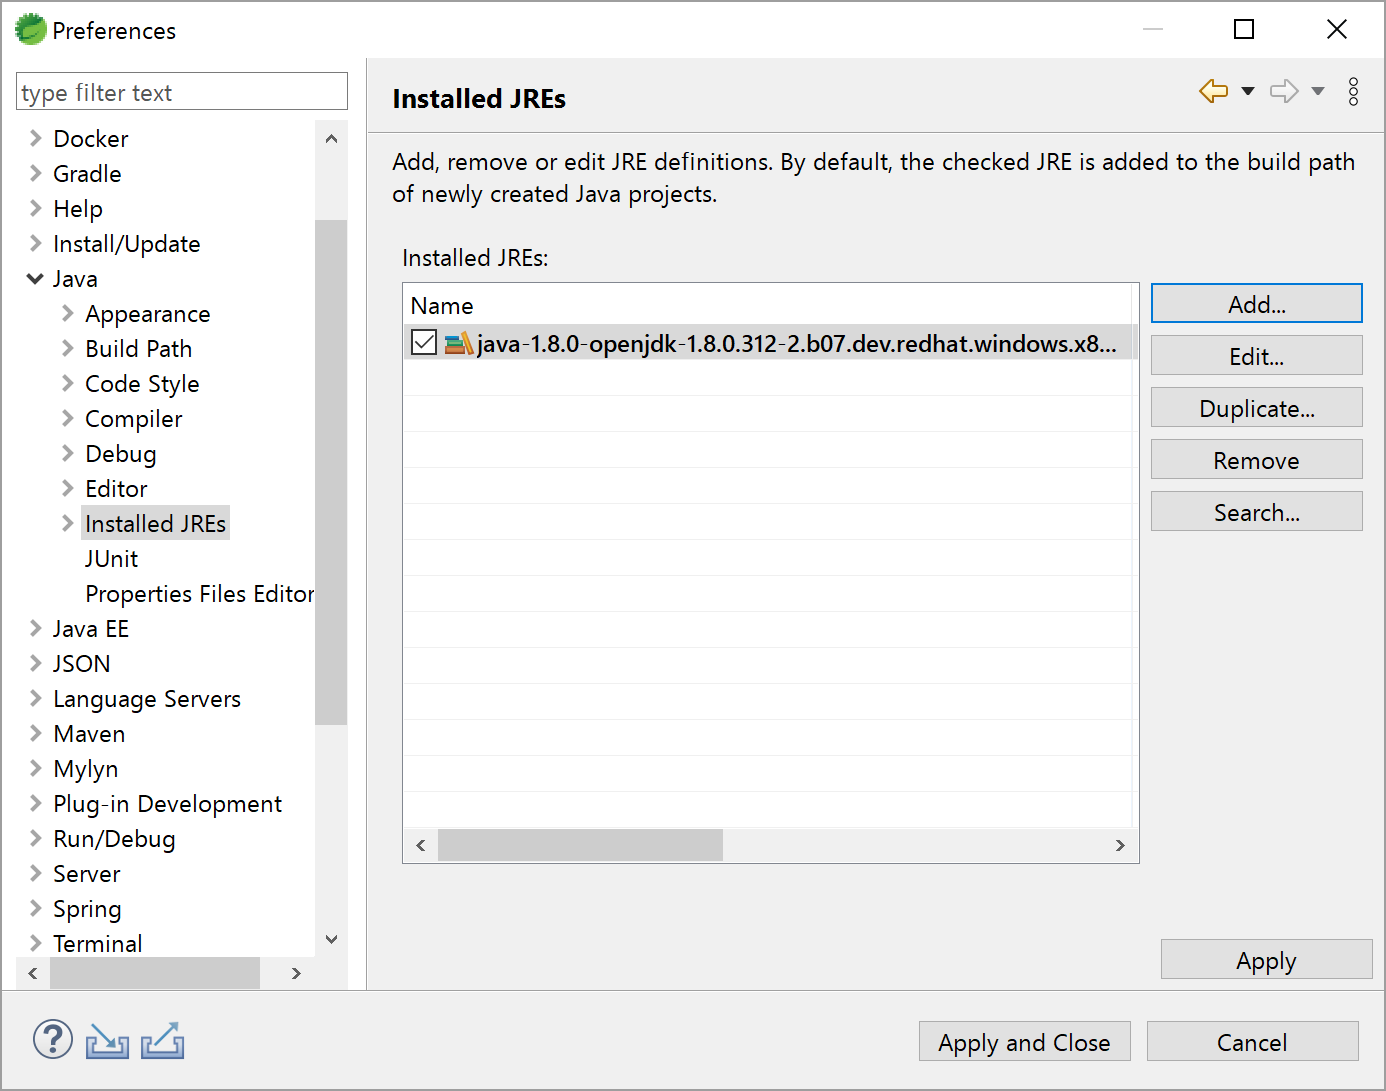 Preferences
type filter text
Docker
Gradle
Help
Install/Update
Java
Appearance
Build Path
Code Style
Compiler
Debug
Editor
Installed JREs
JUnit
Properties Files Editor
Java EE
JSON
Language Servers
Maven
Mylyn
Plug-in Development
Run/Debug
Server
Spring
Terminal
Installed JREs
Add, remove or edit JRE definitions. By default, the checked JRE is added to the build path
of newly created Java projects.
Installed JREs:
Name
java-1.8.0-openjdk-1.8.0.312-2.b07.dev.redhat.windows.x8...
Add...
Edit...
Duplicate...
Remove
Search...
Apply
?
Apply and Close
Cancel